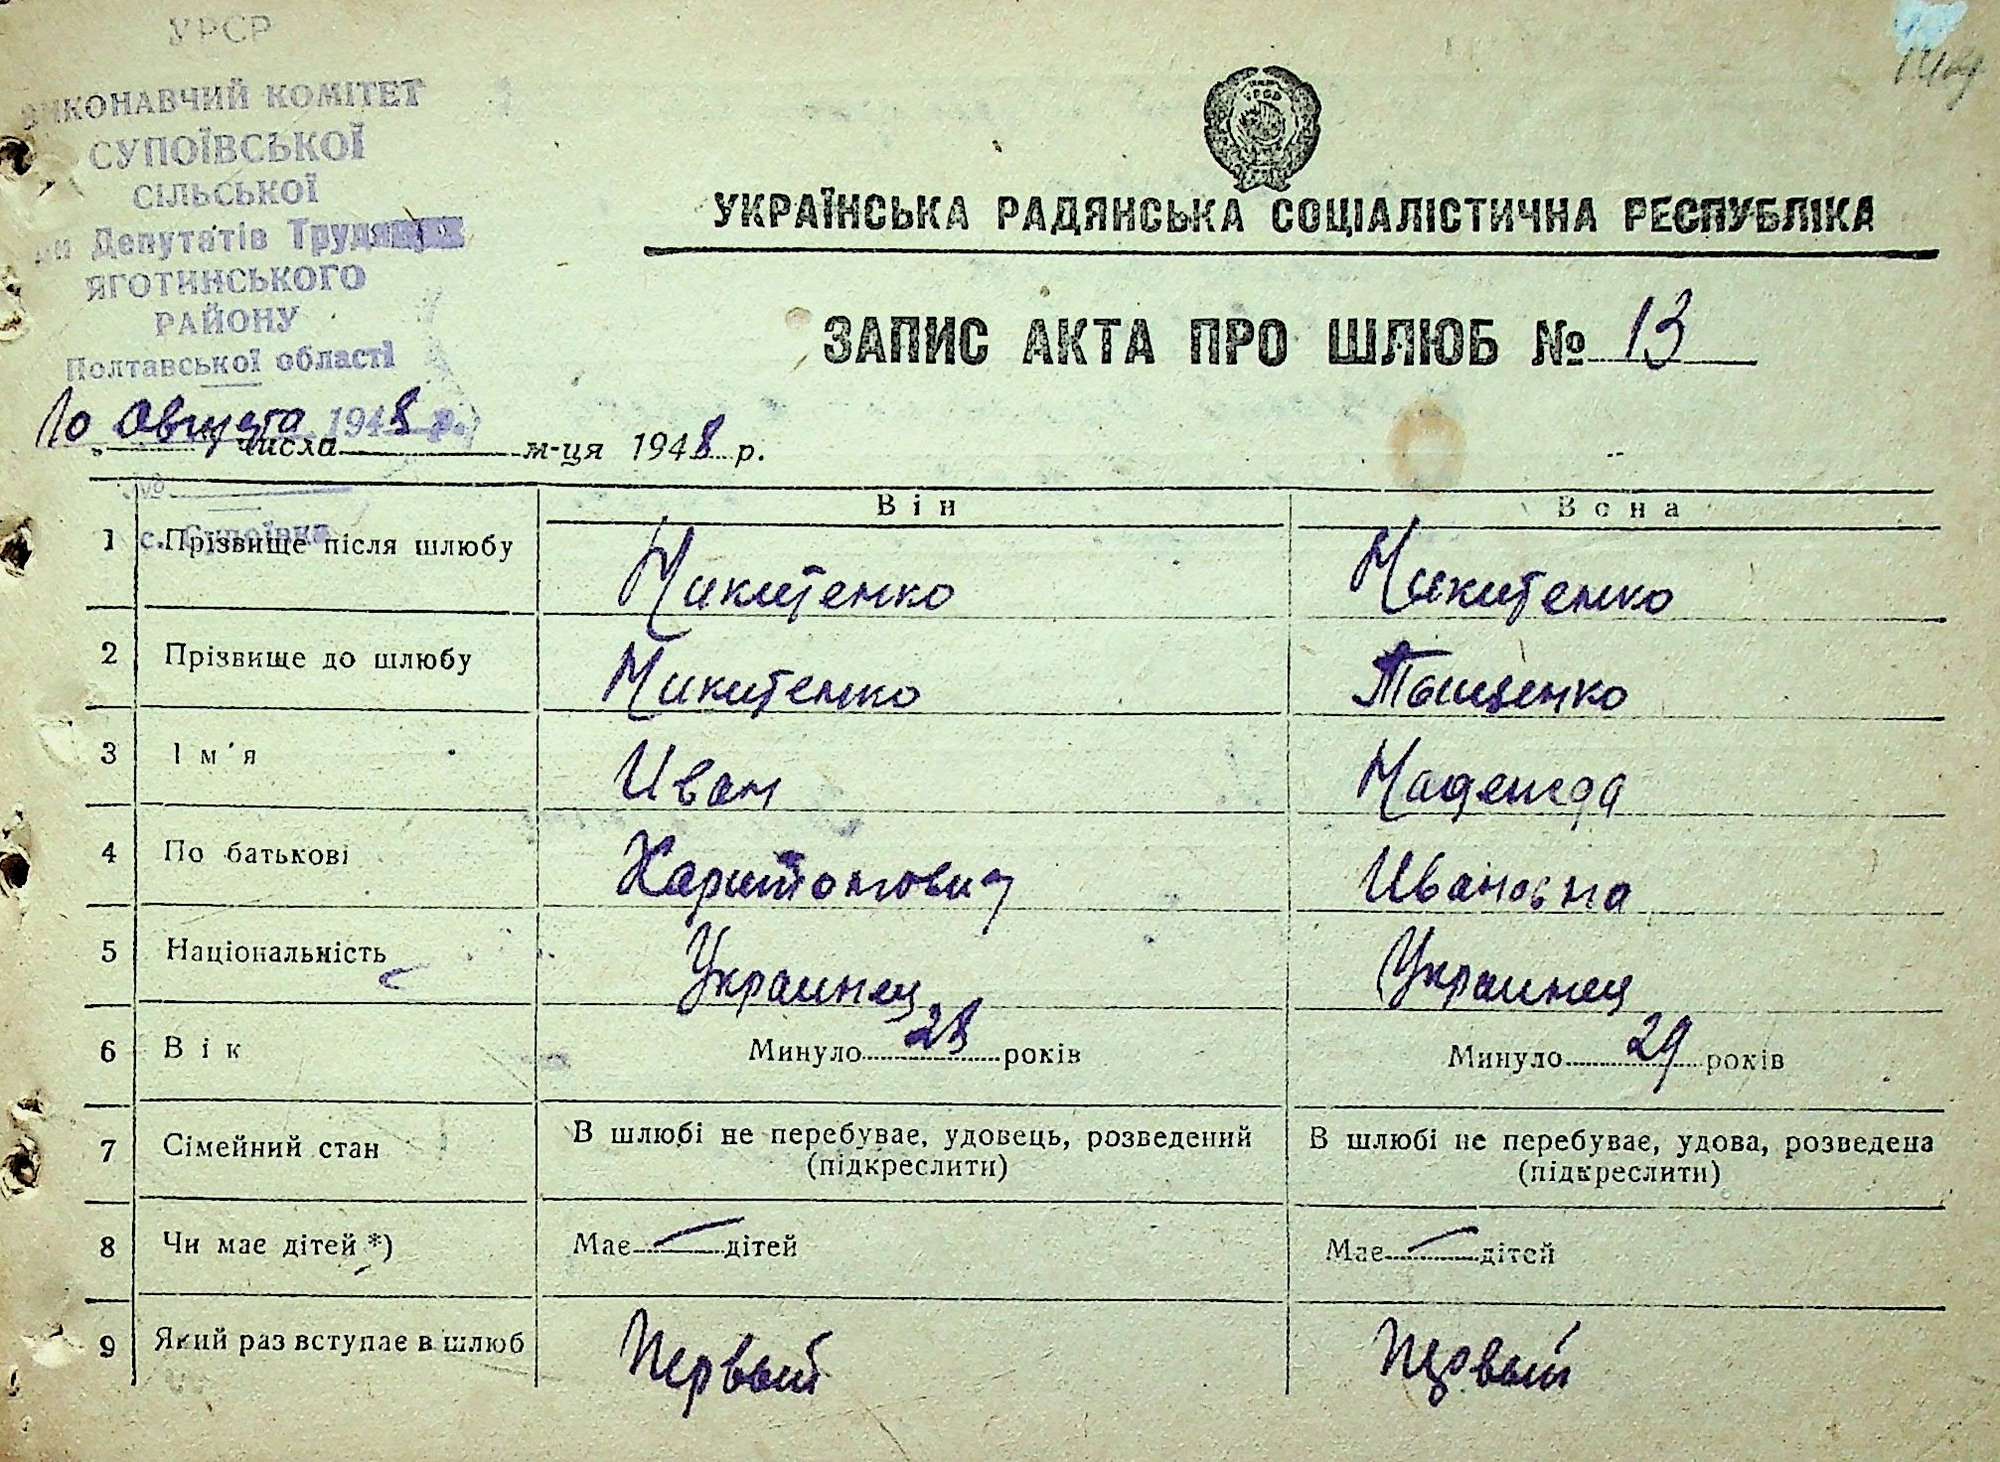 УРСР
ВИКОНАВЧИЙ КОМІТЕТ
СУПОЇВСЬКОЇ
СІЛЬСЬКОЇ
ди Депутатів Трудящих
ЯГОТИНСЬКОГО
РАЙОНУ
Полтавської області
УКРАЇНСЬКА РАДЯНСЬКА СОЦІАЛІСТИЧНА РЕСПУБЛІКА
ЗАПИС АКТА ПРО ШЛЮБ № 13
10 Августа 1948 р.
числа м-ця 1948 р.
с. Супоївка
Він Вона
1 Прізвище після шлюбу Микитенко Микитенко
2 Прізвище до шлюбу Микитенко
3 Ім'я Иван Надежда
4 По батькові Харитонович Ивановна
5 Національність Украинец Украинец
6 Вік Минуло 28 років Минуло 29 років
7 Сімейний стан В шлюбі не перебуває, удовець, розведений (підкреслити) В шлюбі не перебуває, удова, розведена (підкреслити)
8 Чи має дітей *) Має — дітей Має — дітей
9 Який раз вступає в шлюб Первый Первый